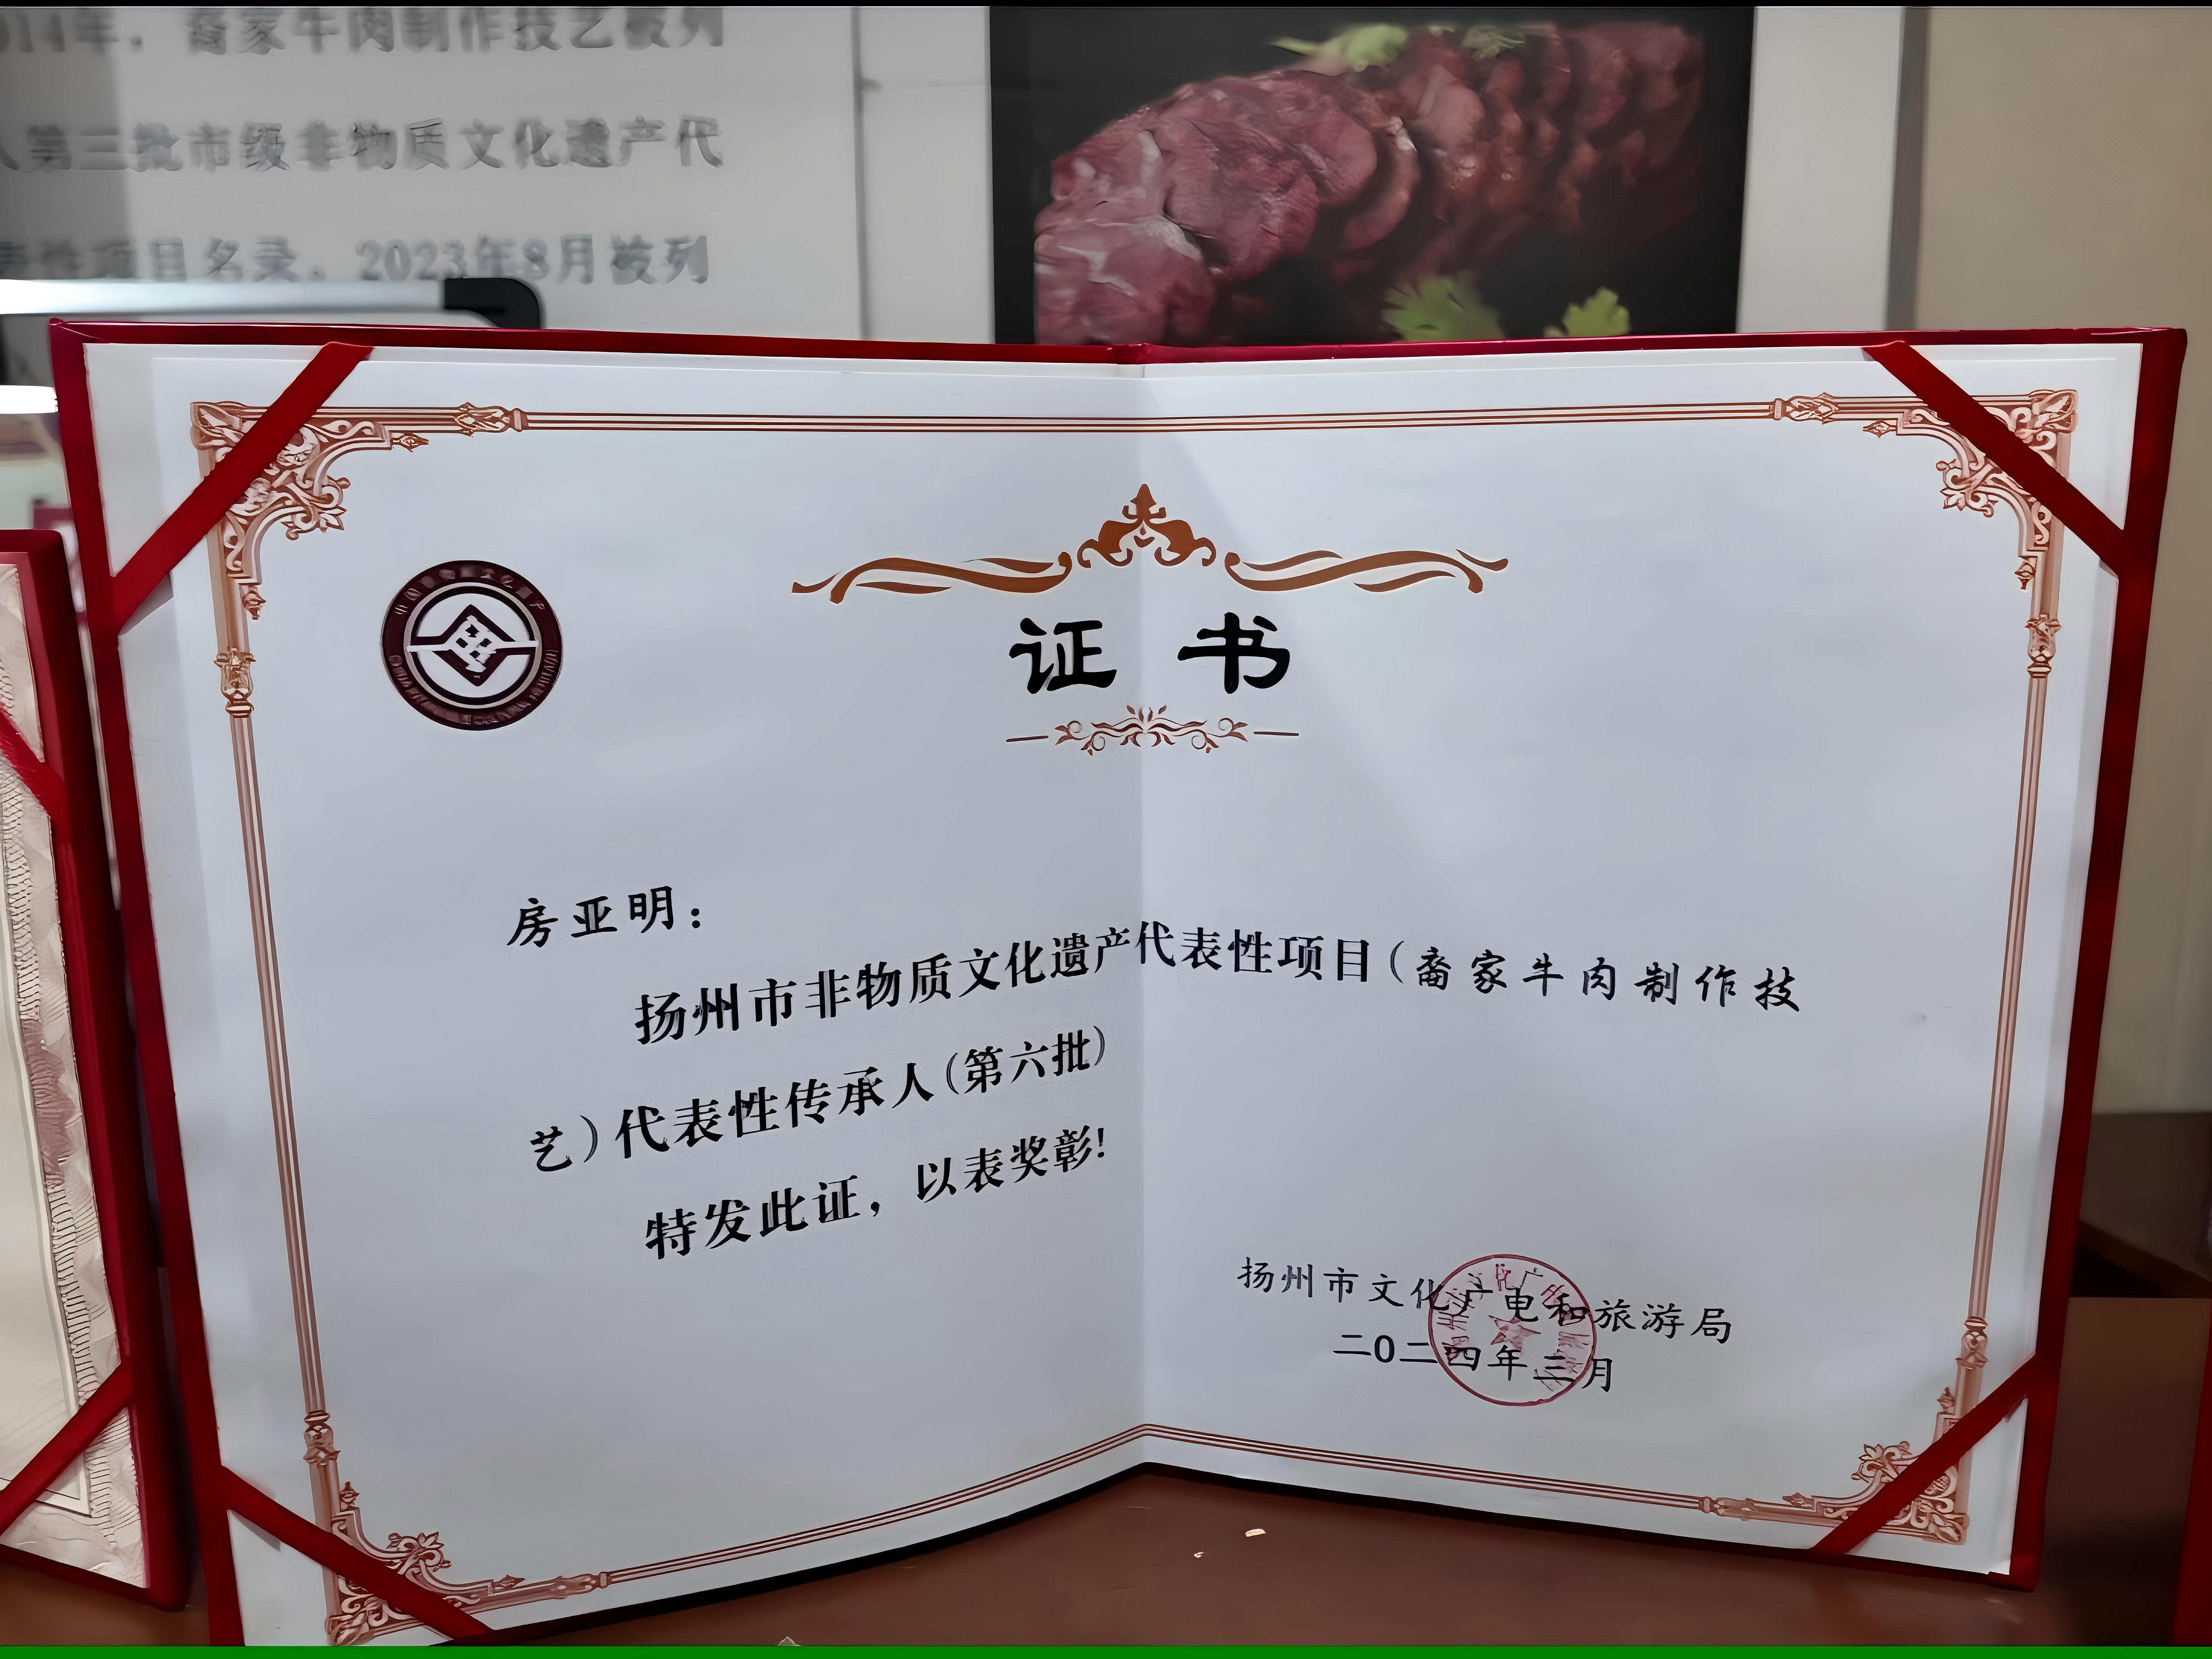 014年，裔家牛肉制作技艺被列
入第三批市级非物质文化遗产代
表性项目名录。2023年8月被列
证书
房亚明：
扬州市非物质文化遗产代表性项目（裔家牛肉制作技
艺）代表性传承人（第六批）
特发此证，以表奖彰！
扬州市文化广电和旅游局
二〇二四年三月